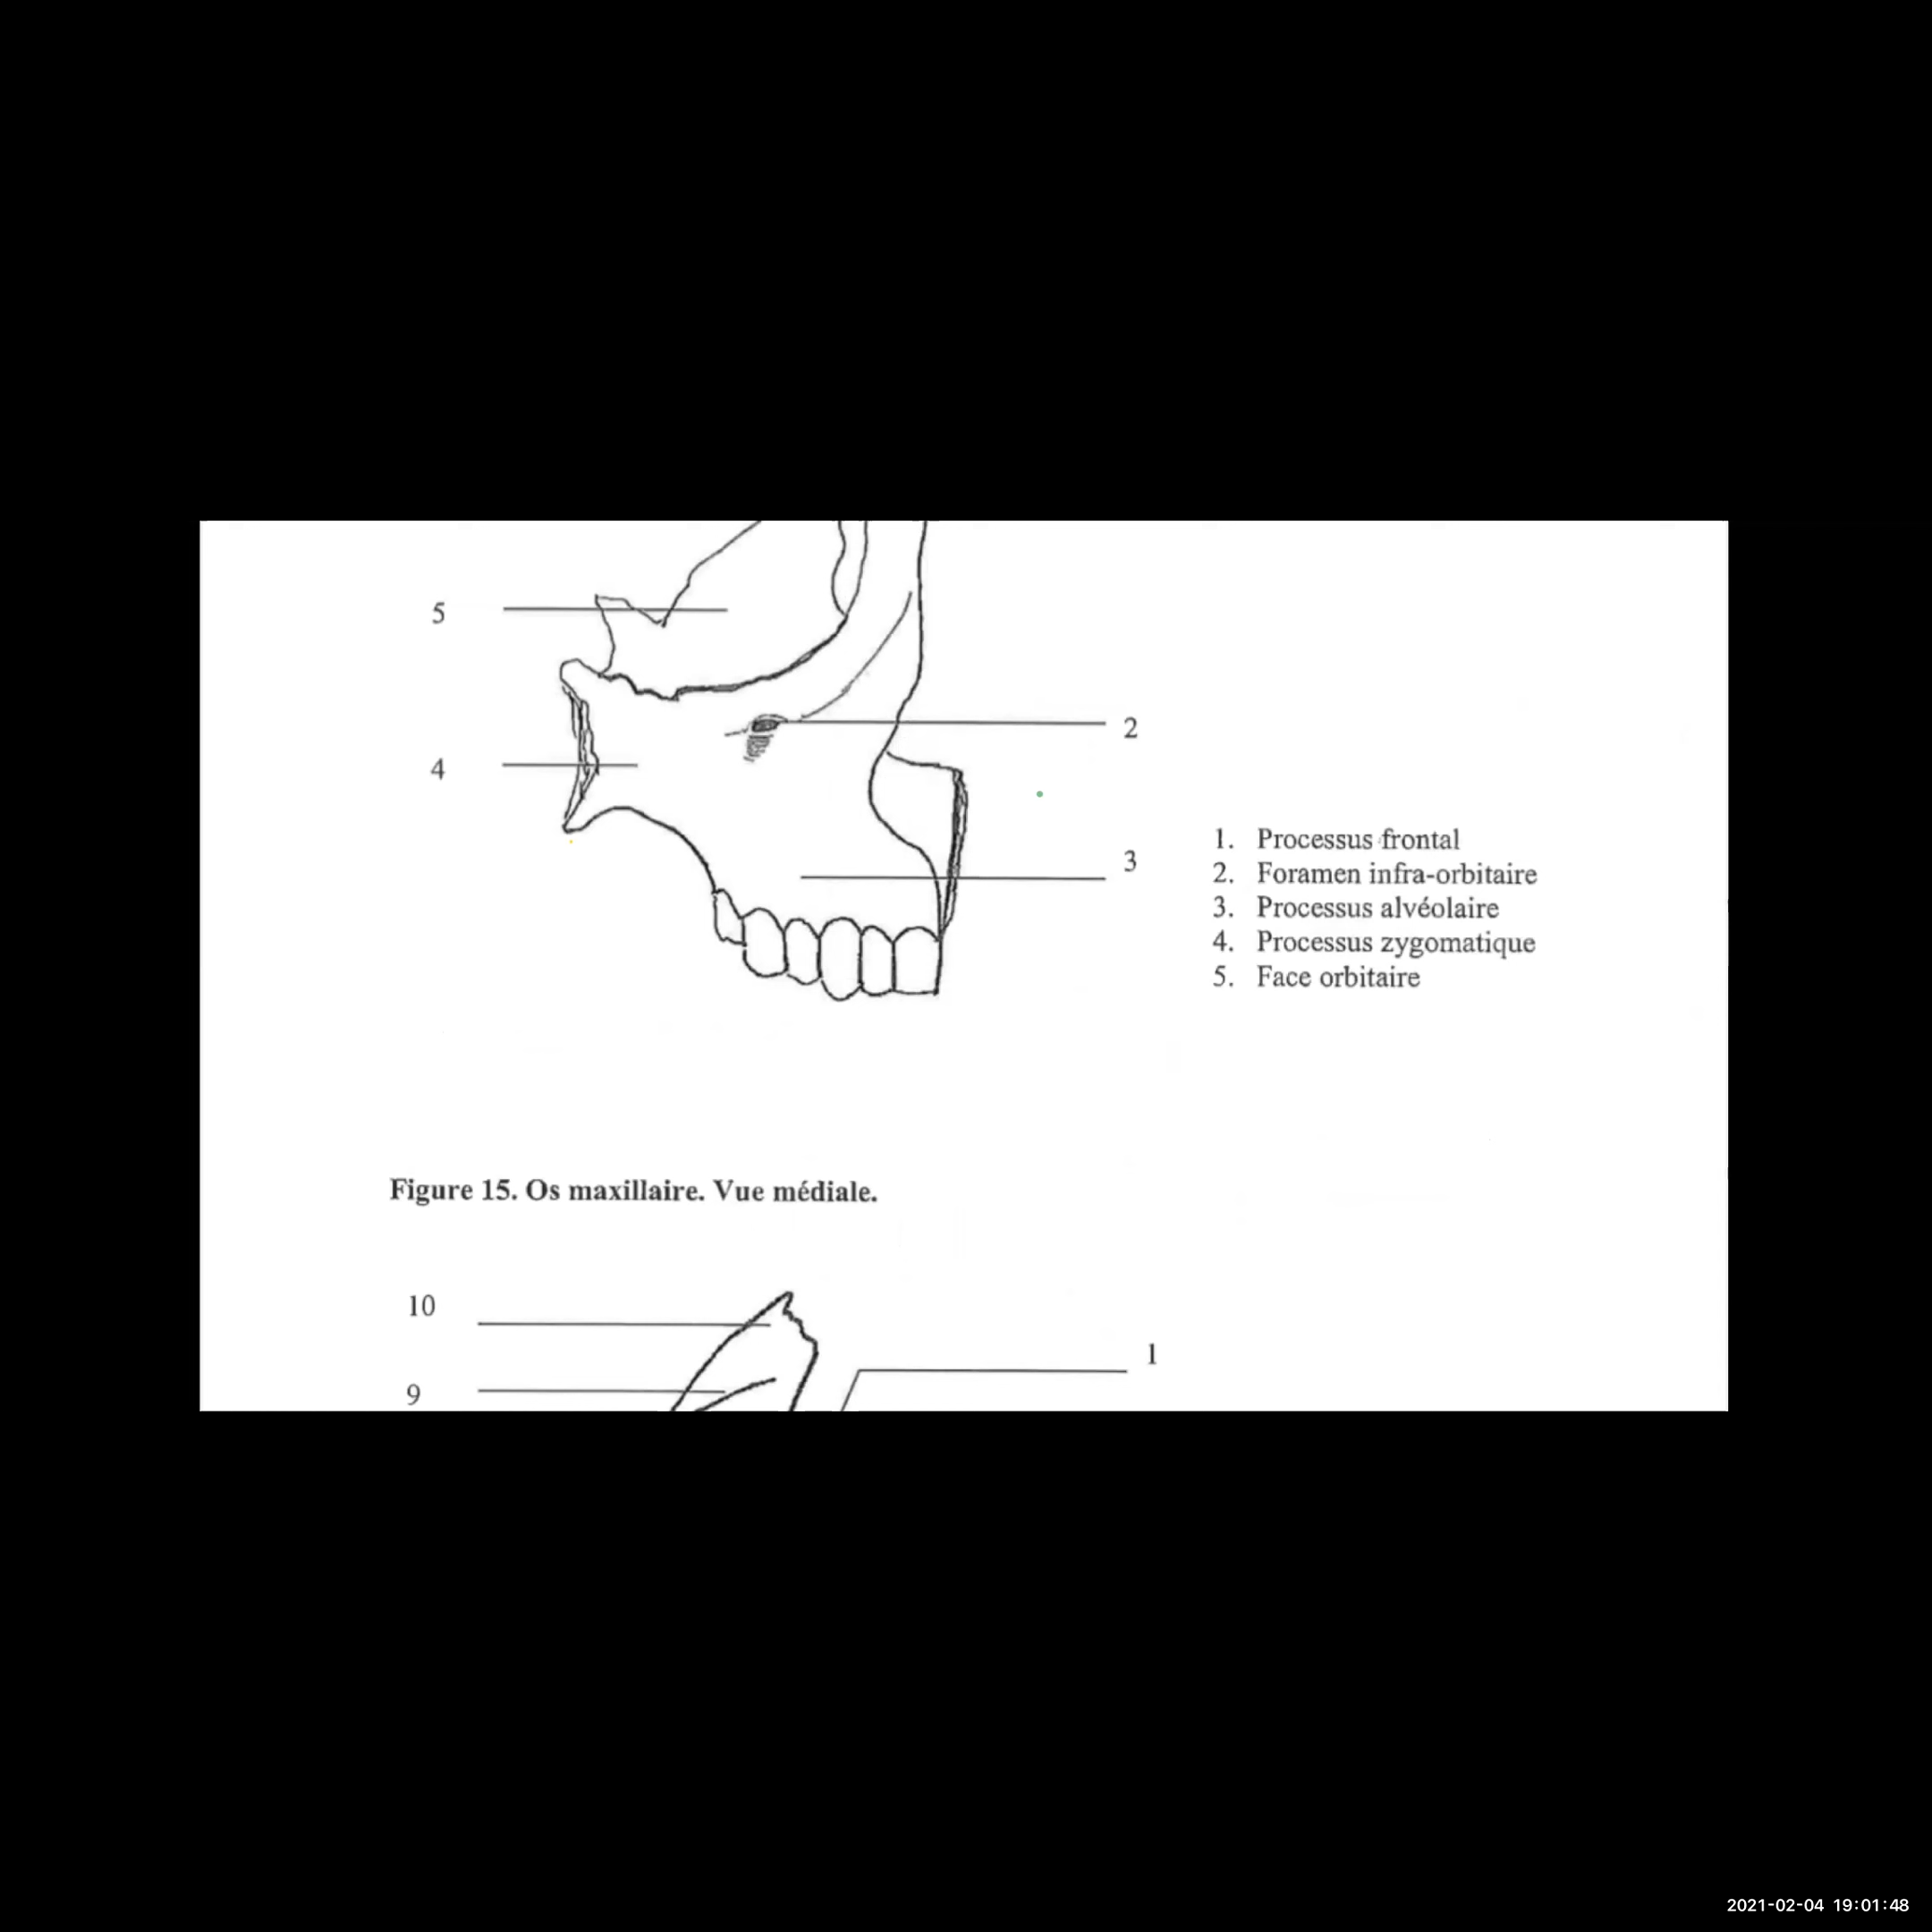 5
2
4
3
1. Processus frontal
2. Foramen infra-orbitaire
3. Processus alvéolaire
4. Processus zygomatique
5. Face orbitaire
Figure 15. Os maxillaire. Vue médiale.
10
1
9
2021-02-04 19:01:48